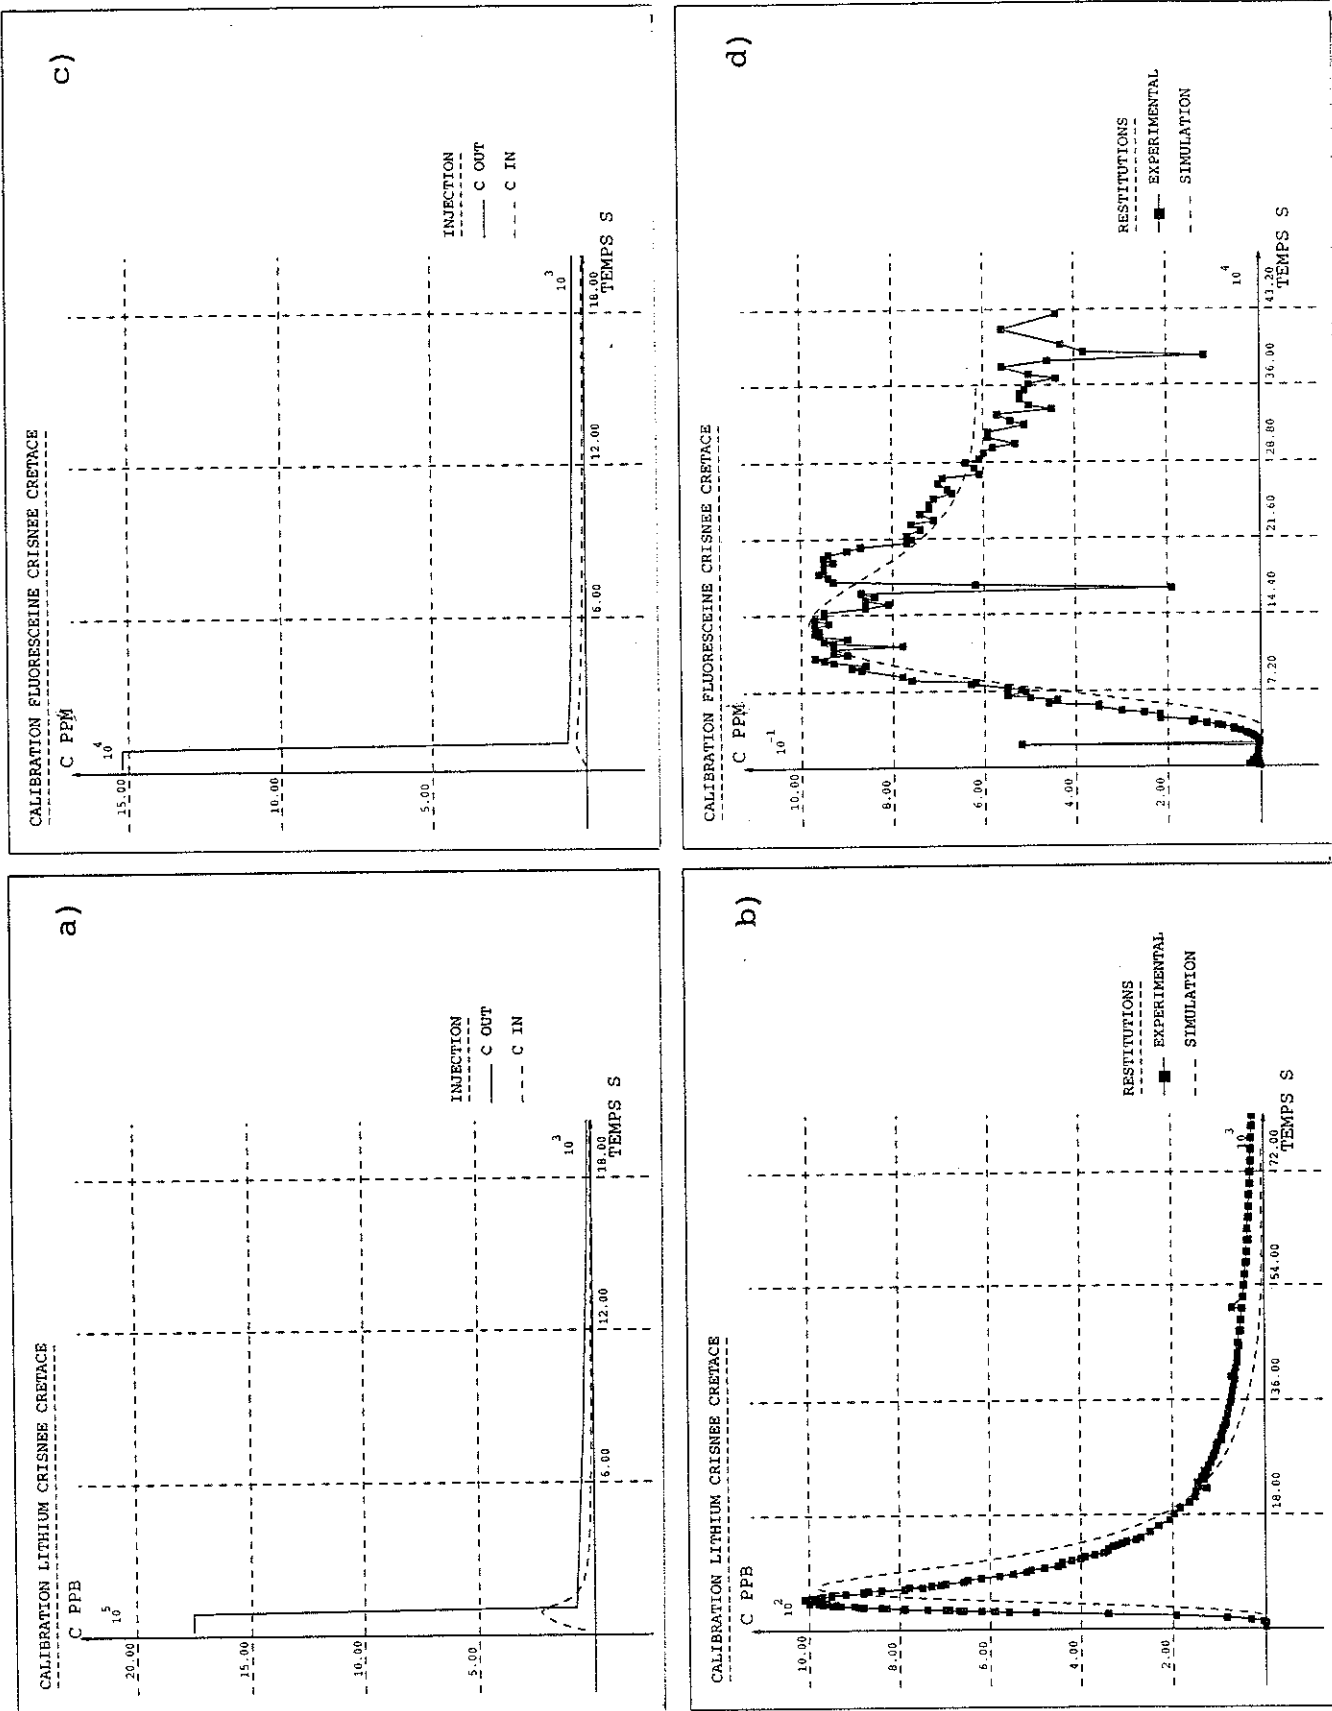 a)
CALIBRATION LITHIUM CRISNEE CRETACE
C PPB
10 5
20.00
15.00
10.00
5.00
6.00
12.00
18.00
10 3
TEMPS S
INJECTION
C OUT
C IN
b)
CALIBRATION LITHIUM CRISNEE CRETACE
C PPB
10 2
10.00
8.00
6.00
4.00
2.00
18.00
36.00
54.00
72.00
10 3
TEMPS S
RESTITUTIONS
EXPERIMENTAL
SIMULATION
c)
CALIBRATION FLUORESCEINE CRISNEE CRETACE
C PPM
10 4
15.00
10.00
5.00
6.00
12.00
18.00
10 3
TEMPS S
INJECTION
C OUT
C IN
d)
CALIBRATION FLUORESCEINE CRISNEE CRETACE
C PPM
10 -1
10.00
8.00
6.00
4.00
2.00
7.20
14.40
21.60
28.80
36.00
43.20
10 4
TEMPS S
RESTITUTIONS
EXPERIMENTAL
SIMULATION